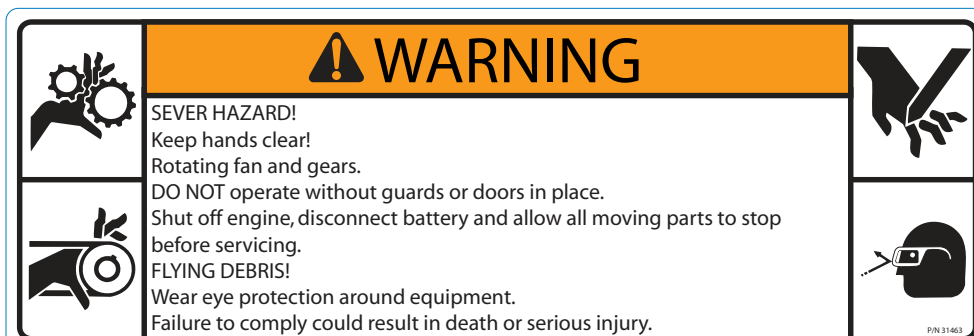 WARNING
SEVER HAZARD!
Keep hands clear!
Rotating fan and gears.
DO NOT operate without guards or doors in place.
Shut off engine, disconnect battery and allow all moving parts to stop
before servicing.
FLYING DEBRIS!
Wear eye protection around equipment.
Failure to comply could result in death or serious injury.
P/N 31463